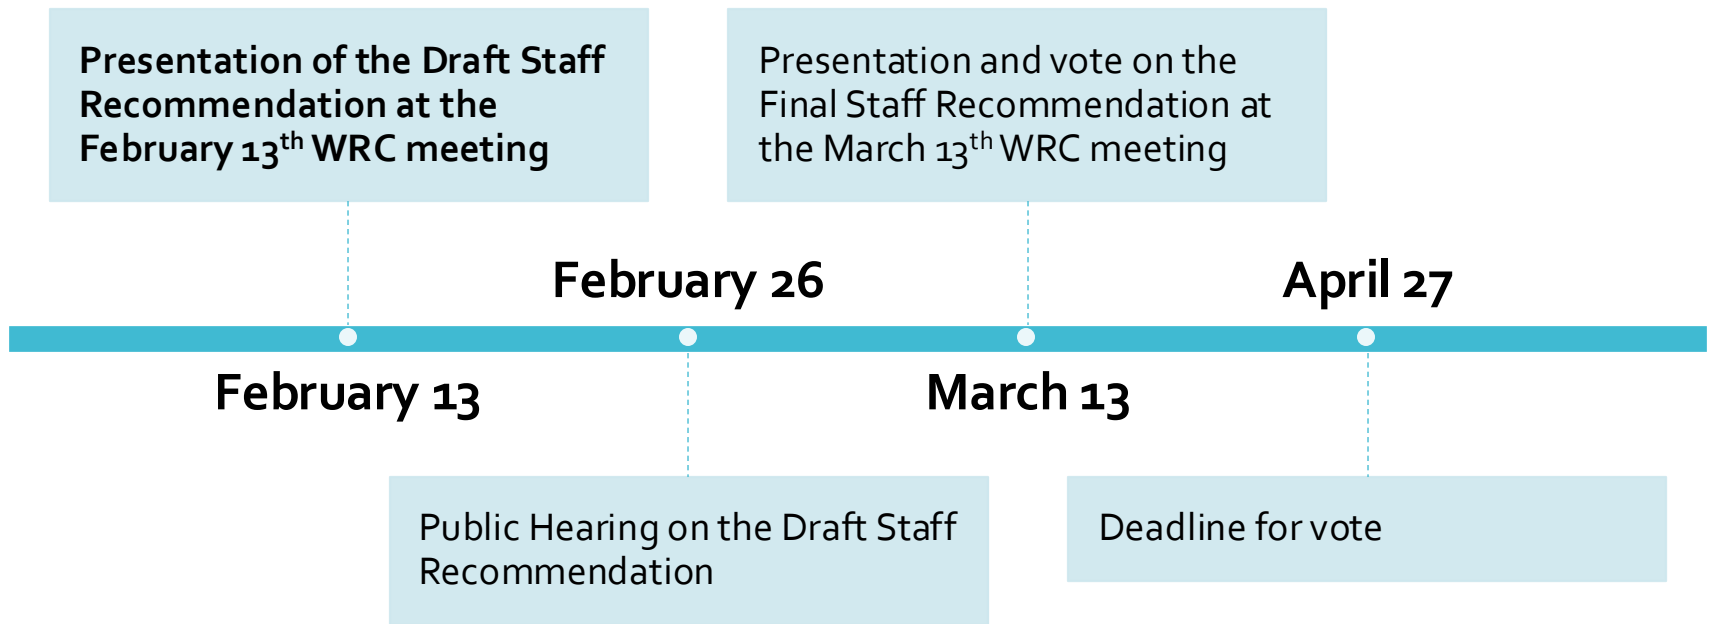 Presentation of the Draft Staff
Recommendation at the
February 13th WRC meeting
Presentation and vote on the
Final Staff Recommendation at
the March 13th WRC meeting
February 26
April 27
February 13
March 13
Public Hearing on the Draft Staff
Recommendation
Deadline for vote